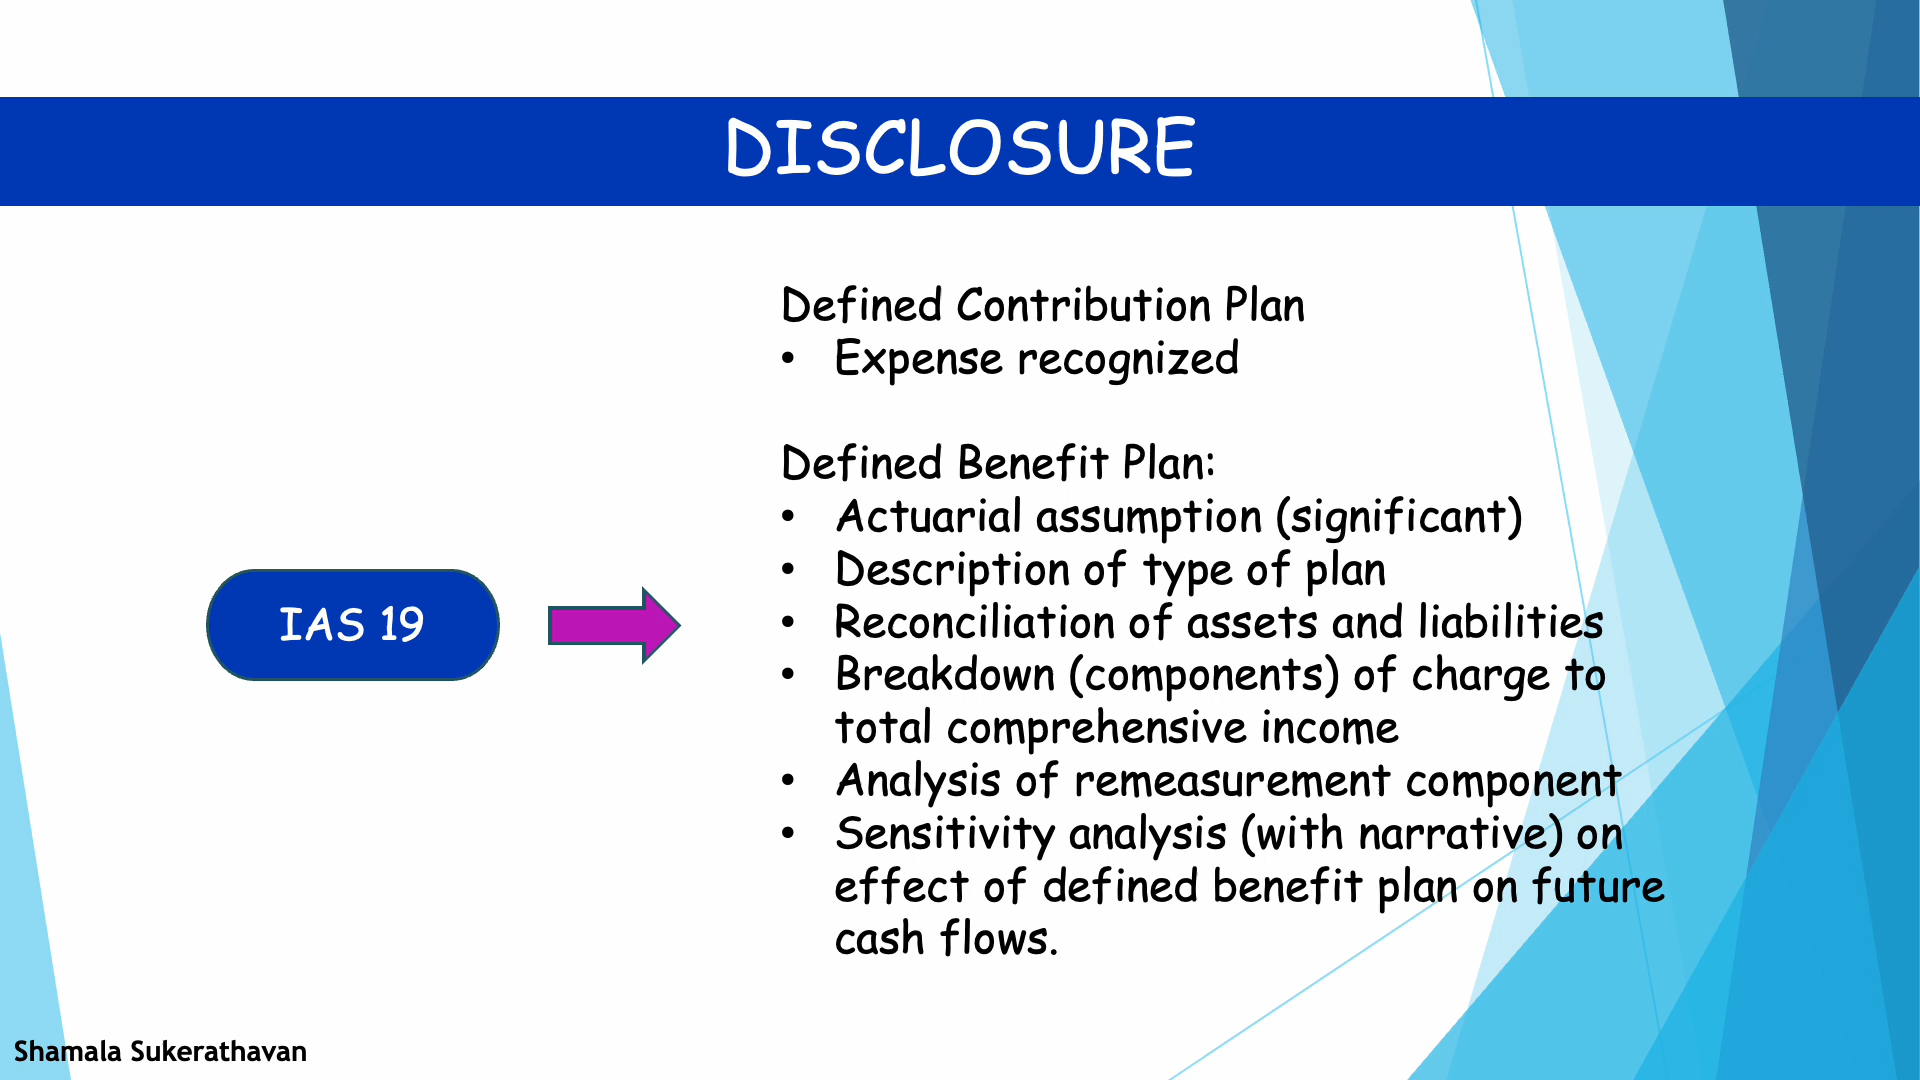 DISCLOSURE
Defined Contribution Plan
• Expense recognized
Defined Benefit Plan:
• Actuarial assumption (significant)
• Description of type of plan
• Reconciliation of assets and liabilities
• Breakdown (components) of charge to
total comprehensive income
• Analysis of remeasurement component
• Sensitivity analysis (with narrative) on
effect of defined benefit plan on future
cash flows.
IAS 19
Shamala Sukerathavan